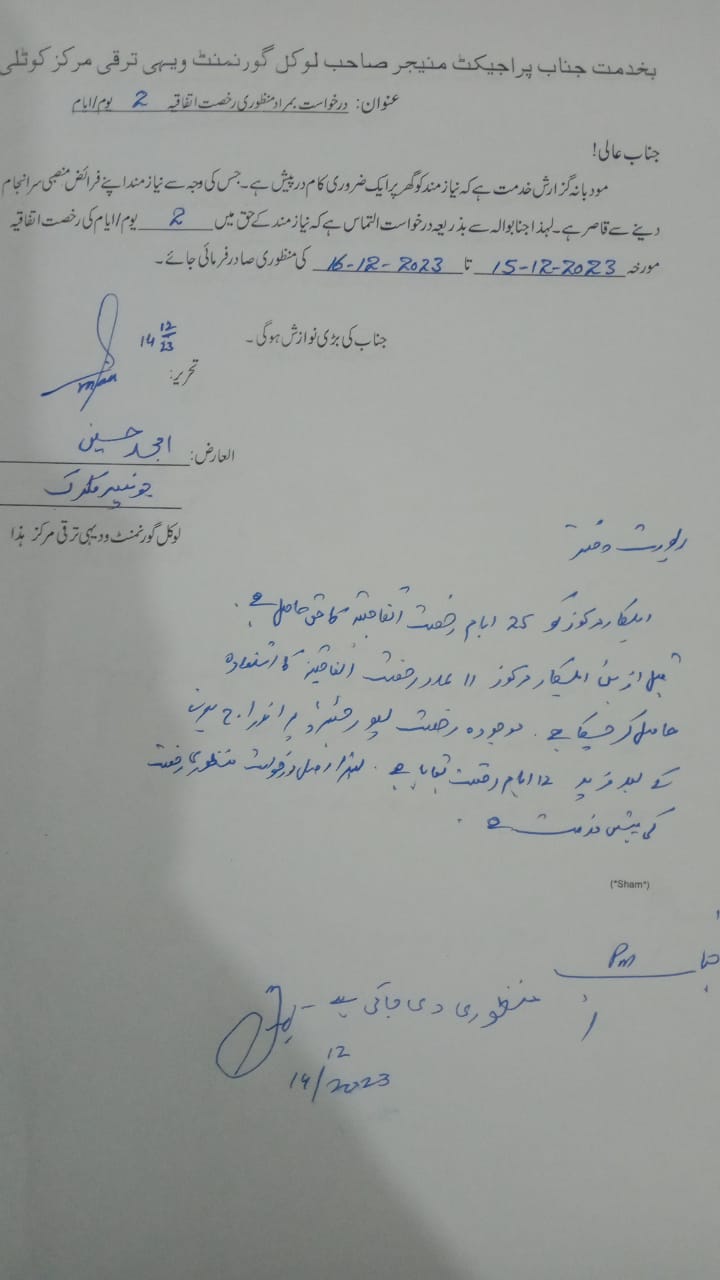 بخدمت جناب پراجیکٹ منیجر صاحب لوکل گورنمنٹ ویہی ترقی مرکز کوٹلی
عنوان: درخواست بمراد منظوری رخصت اتفاقیہ 2 یوم/ایام
جناب عالی!
مودبانہ گزارش خدمت ہے کہ نیاز مند کو گھر پر ایک ضروری کام درپیش ہے۔ جس کی وجہ سے نیاز مند اپنے فرائض منصبی سرانجام
دینے سے قاصر ہے۔ لہذا جناب والہ سے بذریعہ درخواست التماس ہے کہ نیاز مند کے حق میں 2 یوم/ایام کی رخصت اتفاقیہ
مورخہ 15-12-2023 تا 16-12-2023 کی منظوری صادر فرمائی جائے۔
جناب کی بڑی نوازش ہوگی۔
14 12 23
تحریر:
العارض: امجد حسین
جونیئر کلرک
لوکل گورنمنٹ و دیہی ترقی مرکز ہذا
رپورٹ دفتر
اہلکار مذکور کو 25 ایام رخصت اتفاقیہ کا حق حاصل ہے۔
قبل ازیں اہلکار مذکور 11 عدد رخصت اتفاقیہ کا استفادہ
حاصل کر چکا ہے۔ موجودہ رخصت رجسٹر پر اندراج ہونے
کے بعد مزید 12 ایام رخصت بقایا ہے۔ لہذا اصل درخواست منظوری رخصت
کی پیش خدمت ہے۔
("Sham")
جناب PM
منظوری دی جاتی ہے۔
14/12 2023